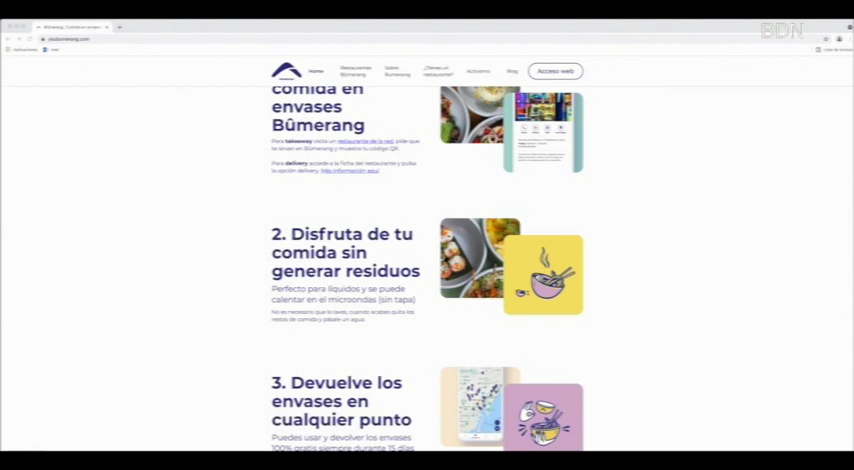 BDN
Bûmerang, Comida en envases
usobumerang.com
Home
Restaurantes
Bûmerang
Sobre
Bumerang
¿Tienes un
restaurante?
Activismo
Blog
Acceso web
comida en
envases
Bûmerang
Para takeaway visita un restaurante de la red, pide que
te sirvan en Bûmerang y muestra tu código QR.
Para delivery accede a la ficha del restaurante y pulsa
la opción delivery. Más información aquí
2. Disfruta de tu
comida sin
generar residuos
Perfecto para líquidos y se puede
calentar en el microondas (sin tapa)
No es necesario que lo laves, cuando acabes quita los
restos de comida y pásale un agua.
3. Devuelve los
envases en
cualquier punto
Puedes usar y devolver los envases
100% gratis siempre durante 15 días